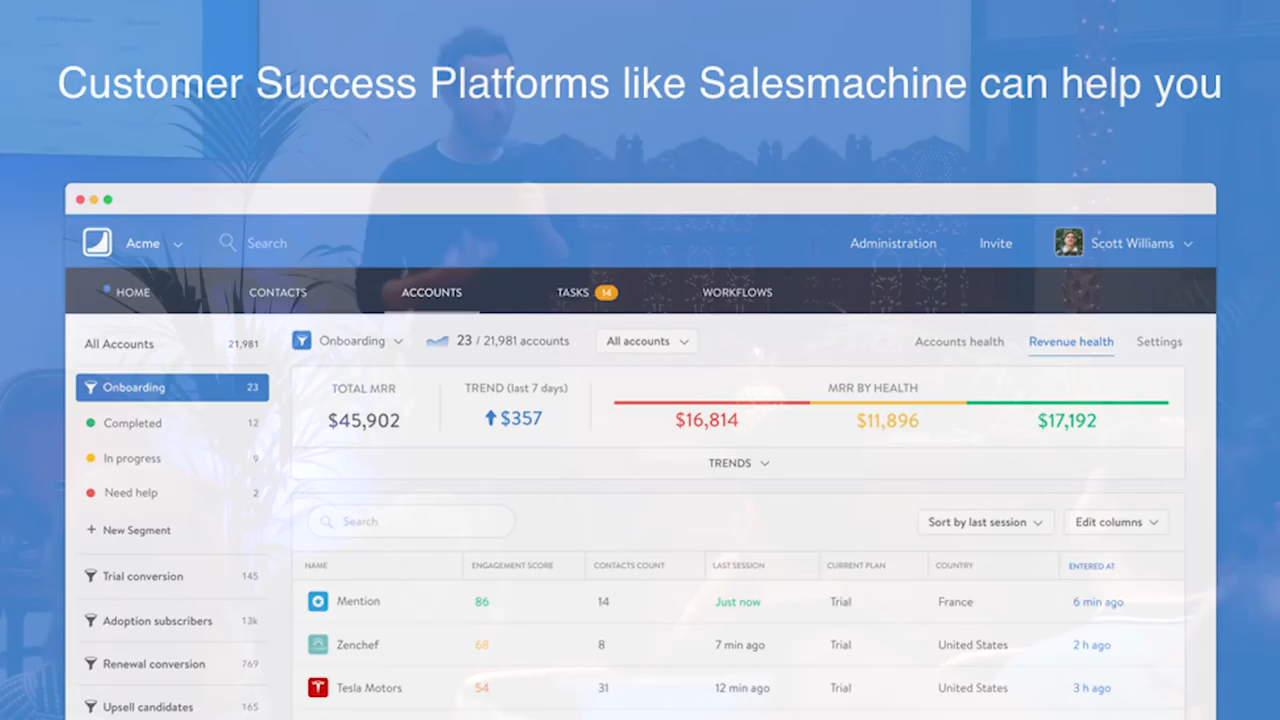 Customer Success Platforms like Salesmachine can help you
Acme Search Administration Invite Scott Williams
HOME CONTACTS ACCOUNTS TASKS 14 WORKFLOWS
All Accounts 21,981
Onboarding 23 / 21,981 accounts All accounts Accounts health Revenue health Settings
Onboarding 23
Completed 12
In progress 9
Need help 2
+ New Segment
Trial conversion 145
Adoption subscribers 13k
Renewal conversion 769
Upsell candidates 165
TOTAL MRR TREND (last 7 days) MRR BY HEALTH
$45,902 $357 $16,814 $11,896 $17,192
TRENDS
Search Sort by last session Edit columns
NAME ENGAGEMENT SCORE CONTACTS COUNT LAST SESSION CURRENT PLAN COUNTRY ENTERED AT
Mention 86 14 Just now Trial France 6 min ago
Zenchef 68 8 7 min ago Trial United States 2 h ago
Tesla Motors 54 31 12 min ago Trial United States 3 h ago